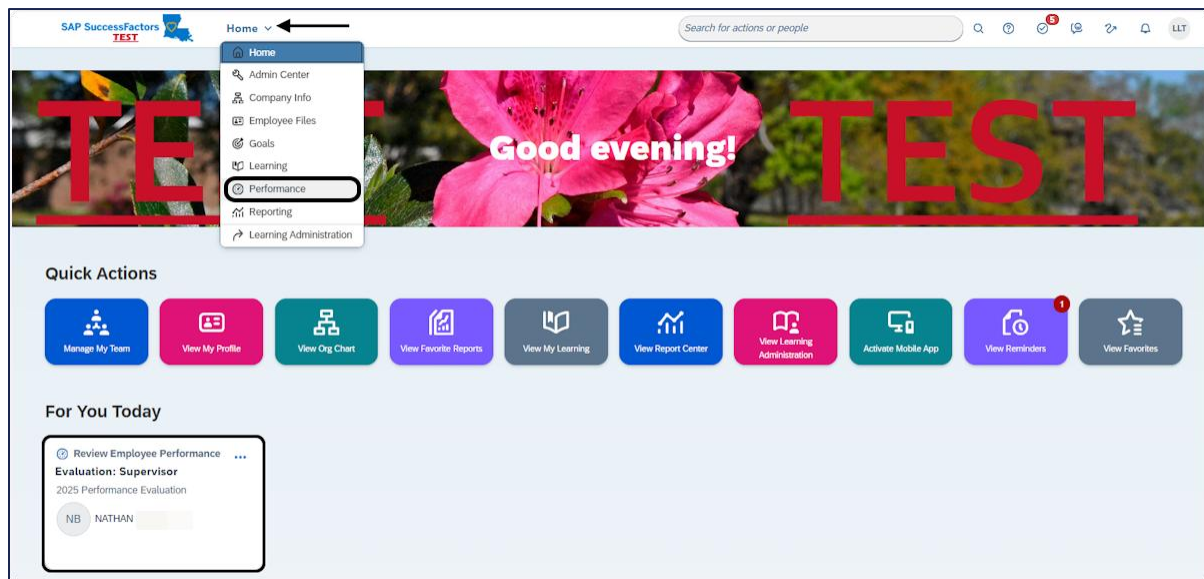 SAP SuccessFactors
TEST
Home
Search for actions or people
5
LLT
Home
Admin Center
Company Info
Employee Files
Goals
Learning
Performance
Reporting
Learning Administration
TEST
Good evening!
TEST
Quick Actions
Manage My Team
View My Profile
View Org Chart
View Favorite Reports
View My Learning
View Report Center
View Learning
Administration
Activate Mobile App
1
View Reminders
View Favorites
For You Today
Review Employee Performance
Evaluation: Supervisor
2025 Performance Evaluation
NB NATHAN